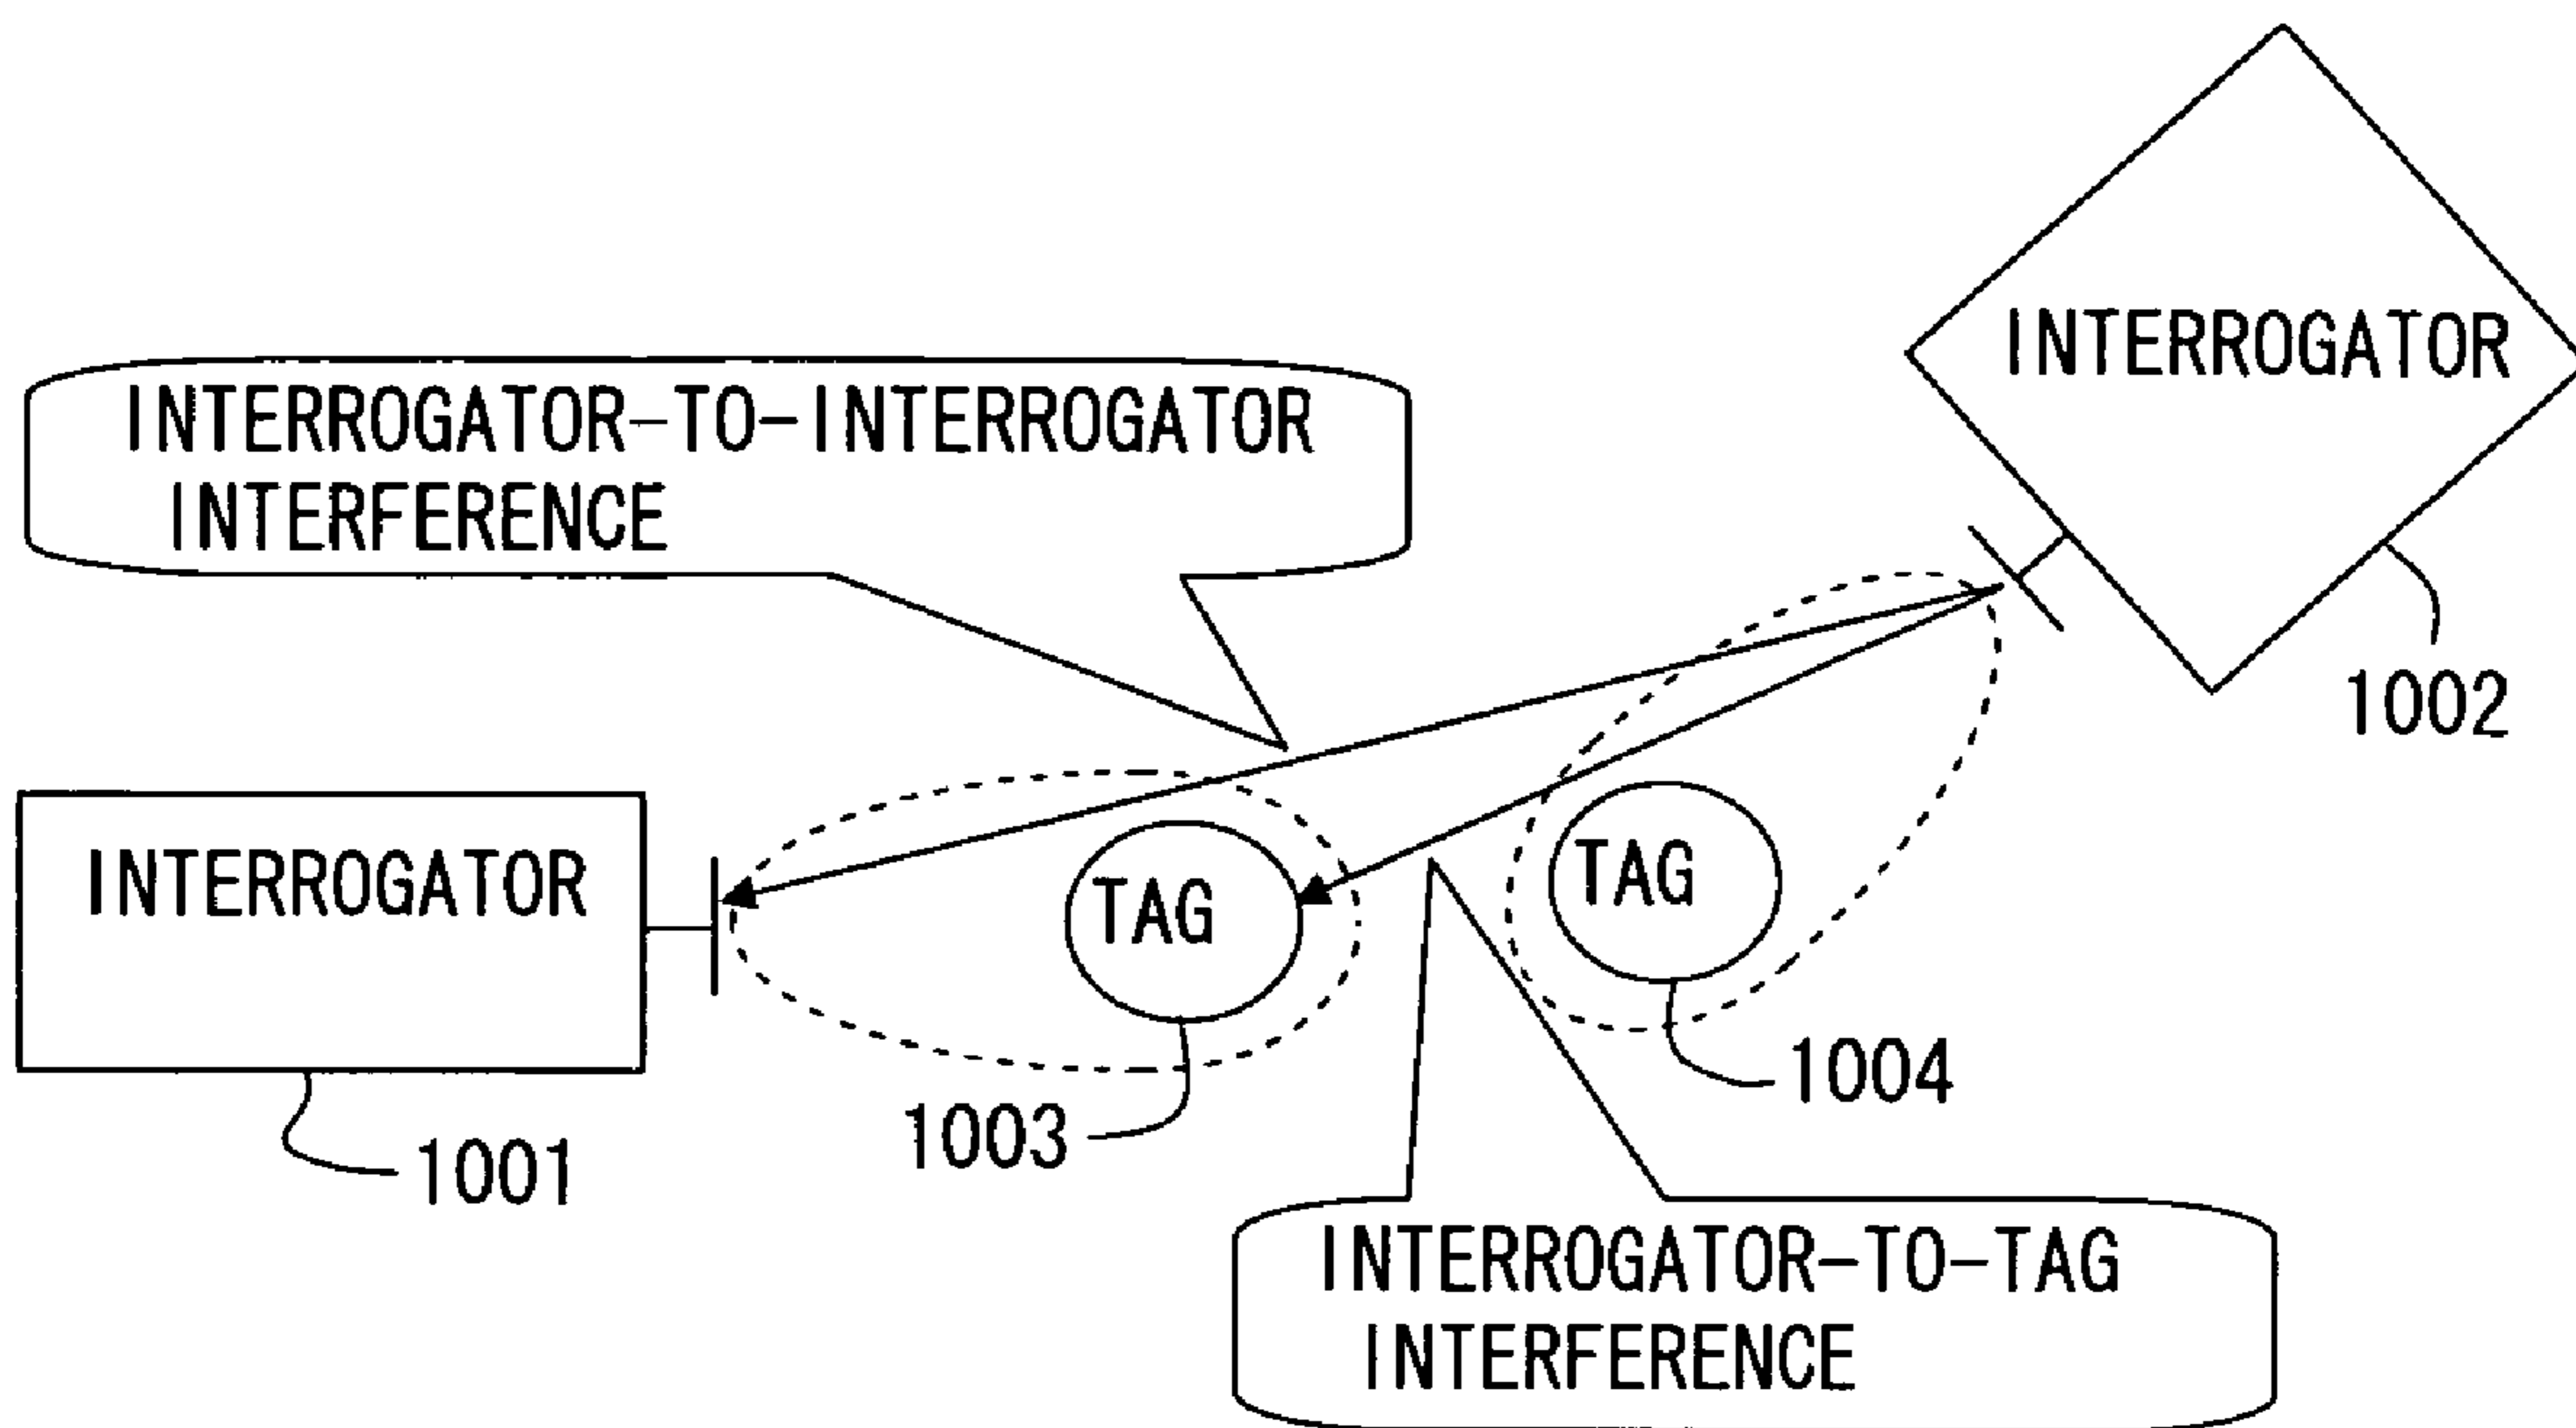 INTERROGATOR
INTERROGATOR-TO-INTERROGATOR
INTERFERENCE
1002
INTERROGATOR
TAG
TAG
1003
1004
1001
INTERROGATOR-TO-TAG
INTERFERENCE